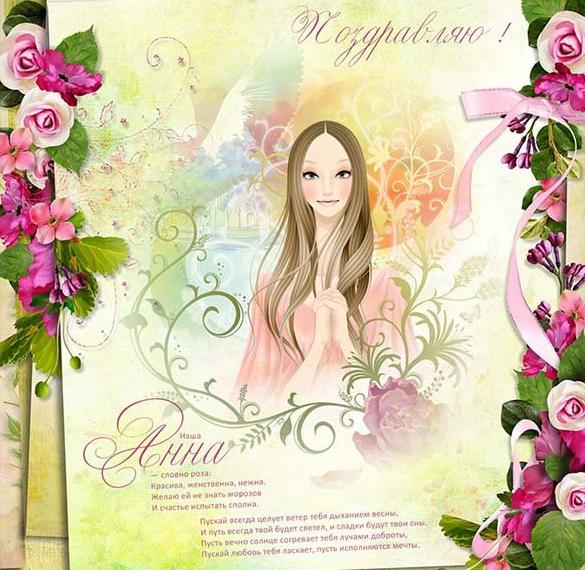 Поздравляю !
Наша
Анна
— словно роза:
Красива, женственна, нежна.
Желаю ей не знать морозов
И счастье испытать сполна.
Пускай всегда целует ветер тебя дыханием весны,
И путь всегда твой будет светел, и сладки будут твои сны.
Пусть вечно солнце согревает тебя лучами доброты,
Пускай любовь тебя ласкает, пусть исполняются мечты.